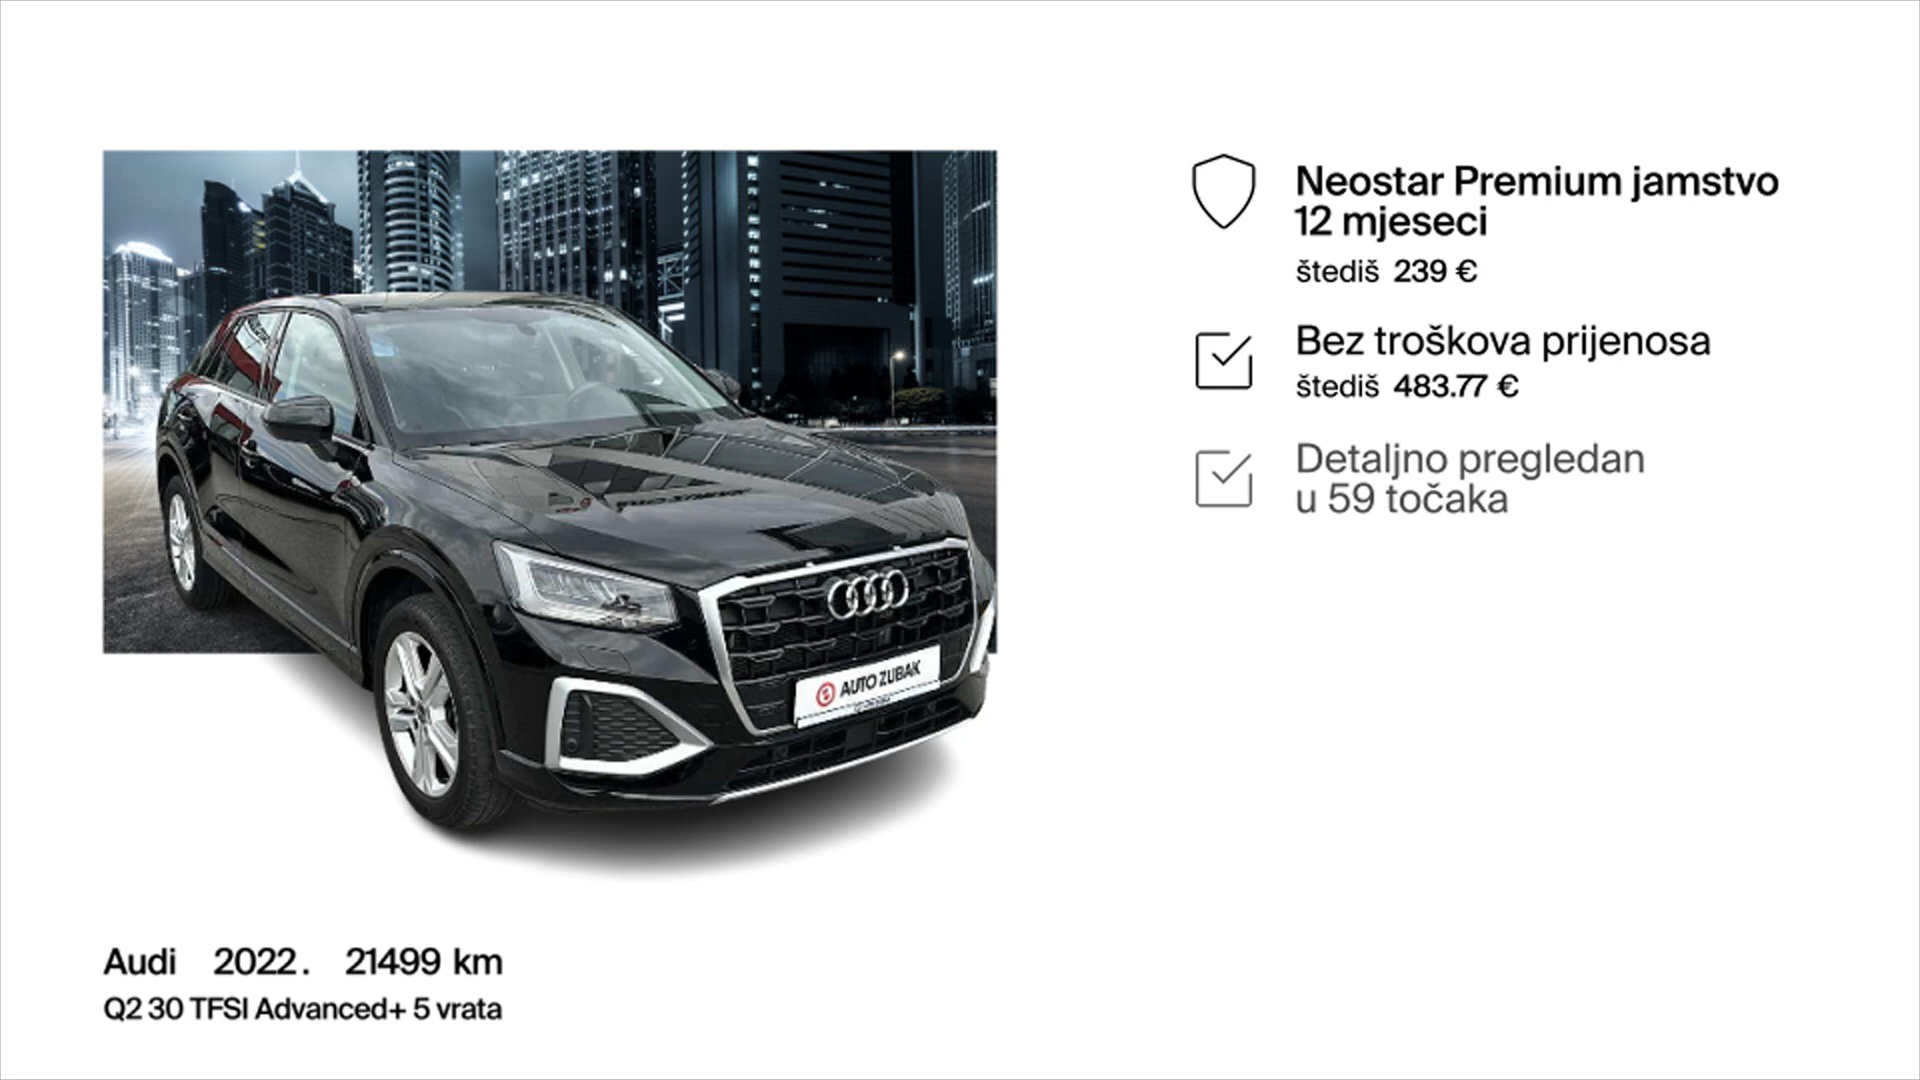 Neostar Premium jamstvo
12 mjeseci
štediš 239 €
Bez troškova prijenosa
štediš 483.77 €
Detaljno pregledan
u 59 točaka
AUTO ZUBAK
Audi 2022. 21499 km
Q2 30 TFSI Advanced+ 5 vrata